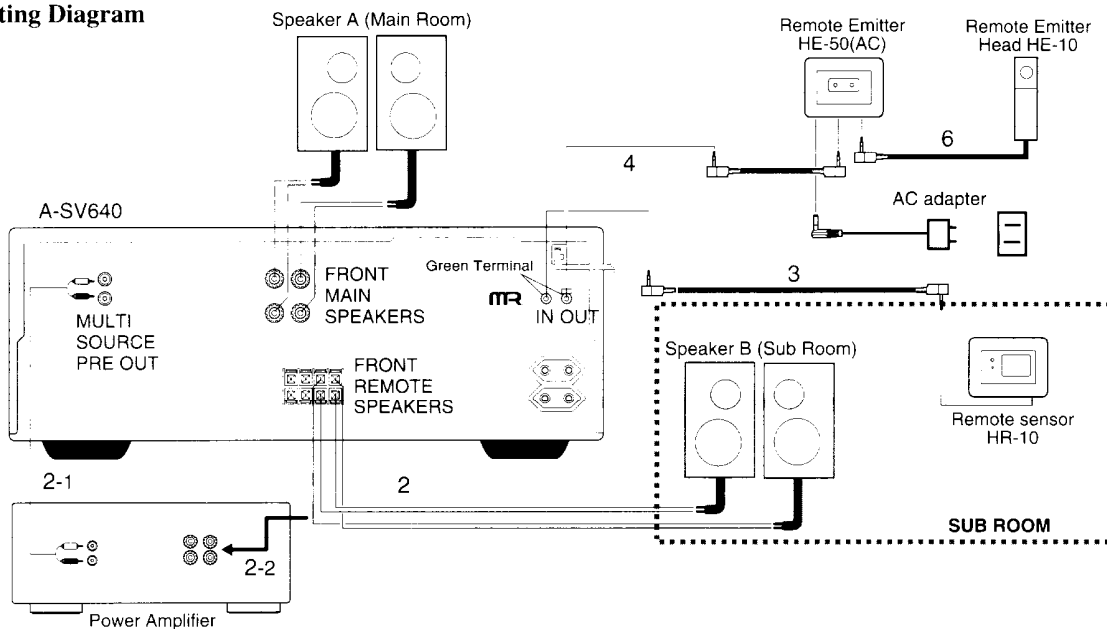 ting Diagram
Speaker A (Main Room)
Remote Emitter
HE-50(AC)
Remote Emitter
Head HE-10
4
6
AC adapter
A-SV640
Green Terminal
3
FRONT
MAIN
SPEAKERS
MR
IN OUT
MULTI
SOURCE
PRE OUT
FRONT
REMOTE
SPEAKERS
Speaker B (Sub Room)
Remote sensor
HR-10
2-1
2
SUB ROOM
2-2
Power Amplifier